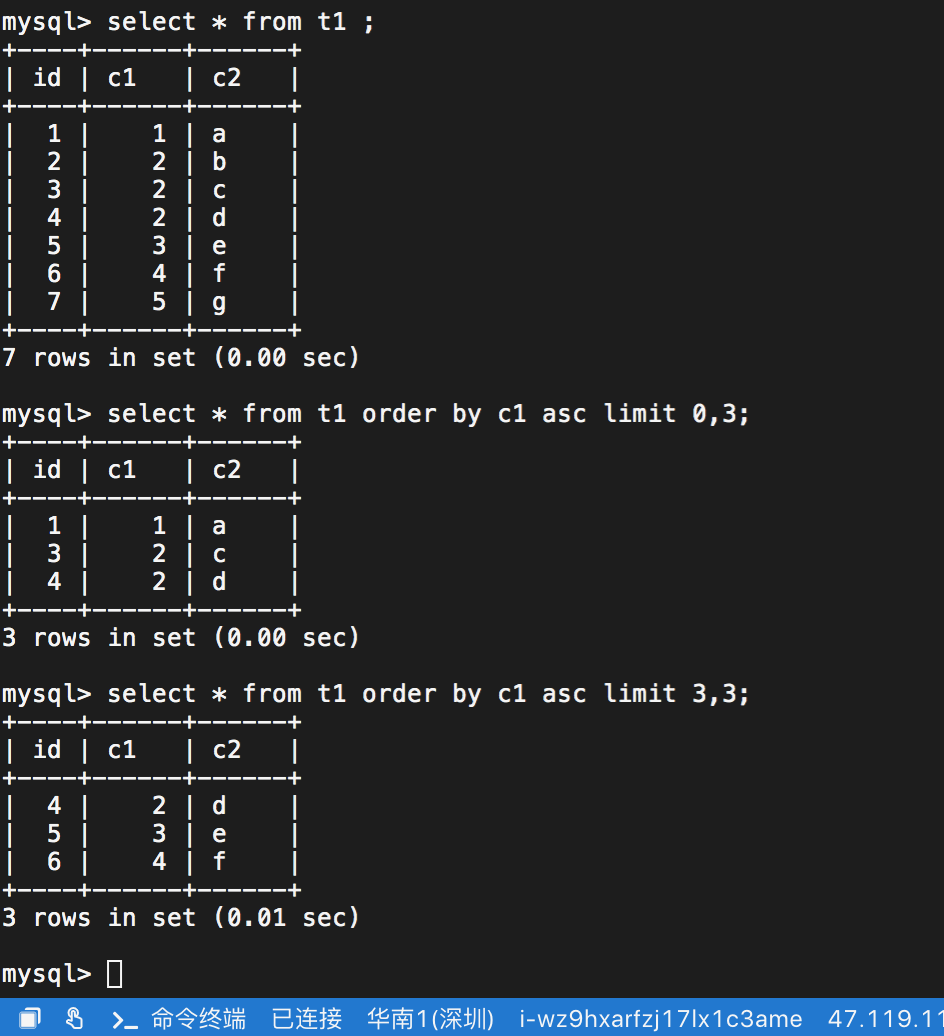 mysql> select * from t1 ;
+----+------+------+
| id | c1   | c2   |
+----+------+------+
|  1 |    1 | a    |
|  2 |    2 | b    |
|  3 |    2 | c    |
|  4 |    2 | d    |
|  5 |    3 | e    |
|  6 |    4 | f    |
|  7 |    5 | g    |
+----+------+------+
7 rows in set (0.00 sec)
mysql> select * from t1 order by c1 asc limit 0,3;
+----+------+------+
| id | c1   | c2   |
+----+------+------+
|  1 |    1 | a    |
|  3 |    2 | c    |
|  4 |    2 | d    |
+----+------+------+
3 rows in set (0.00 sec)
mysql> select * from t1 order by c1 asc limit 3,3;
+----+------+------+
| id | c1   | c2   |
+----+------+------+
|  4 |    2 | d    |
|  5 |    3 | e    |
|  6 |    4 | f    |
+----+------+------+
3 rows in set (0.01 sec)
mysql>
命令终端 已连接 华南1(深圳) i-wz9hxarfzj17lx1c3ame 47.119.11